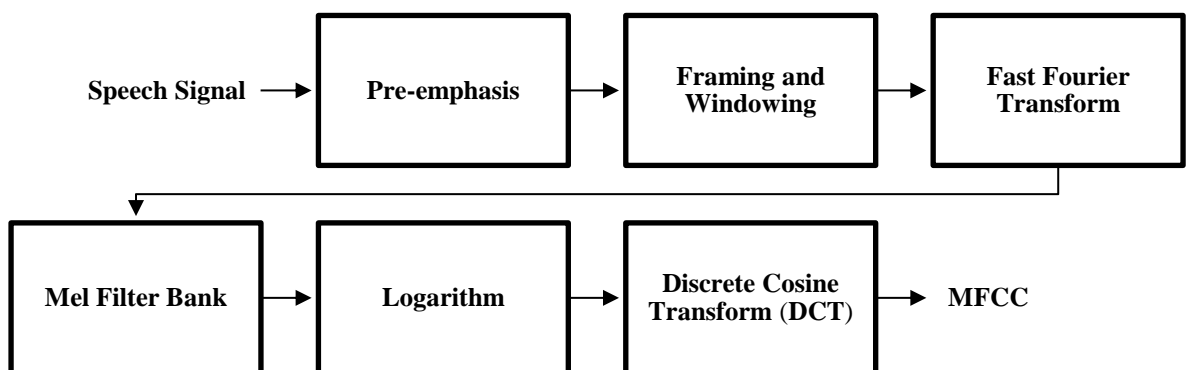 Speech Signal
Pre-emphasis
Framing and
Windowing
Fast Fourier
Transform
Mel Filter Bank
Logarithm
Discrete Cosine
Transform (DCT)
MFCC